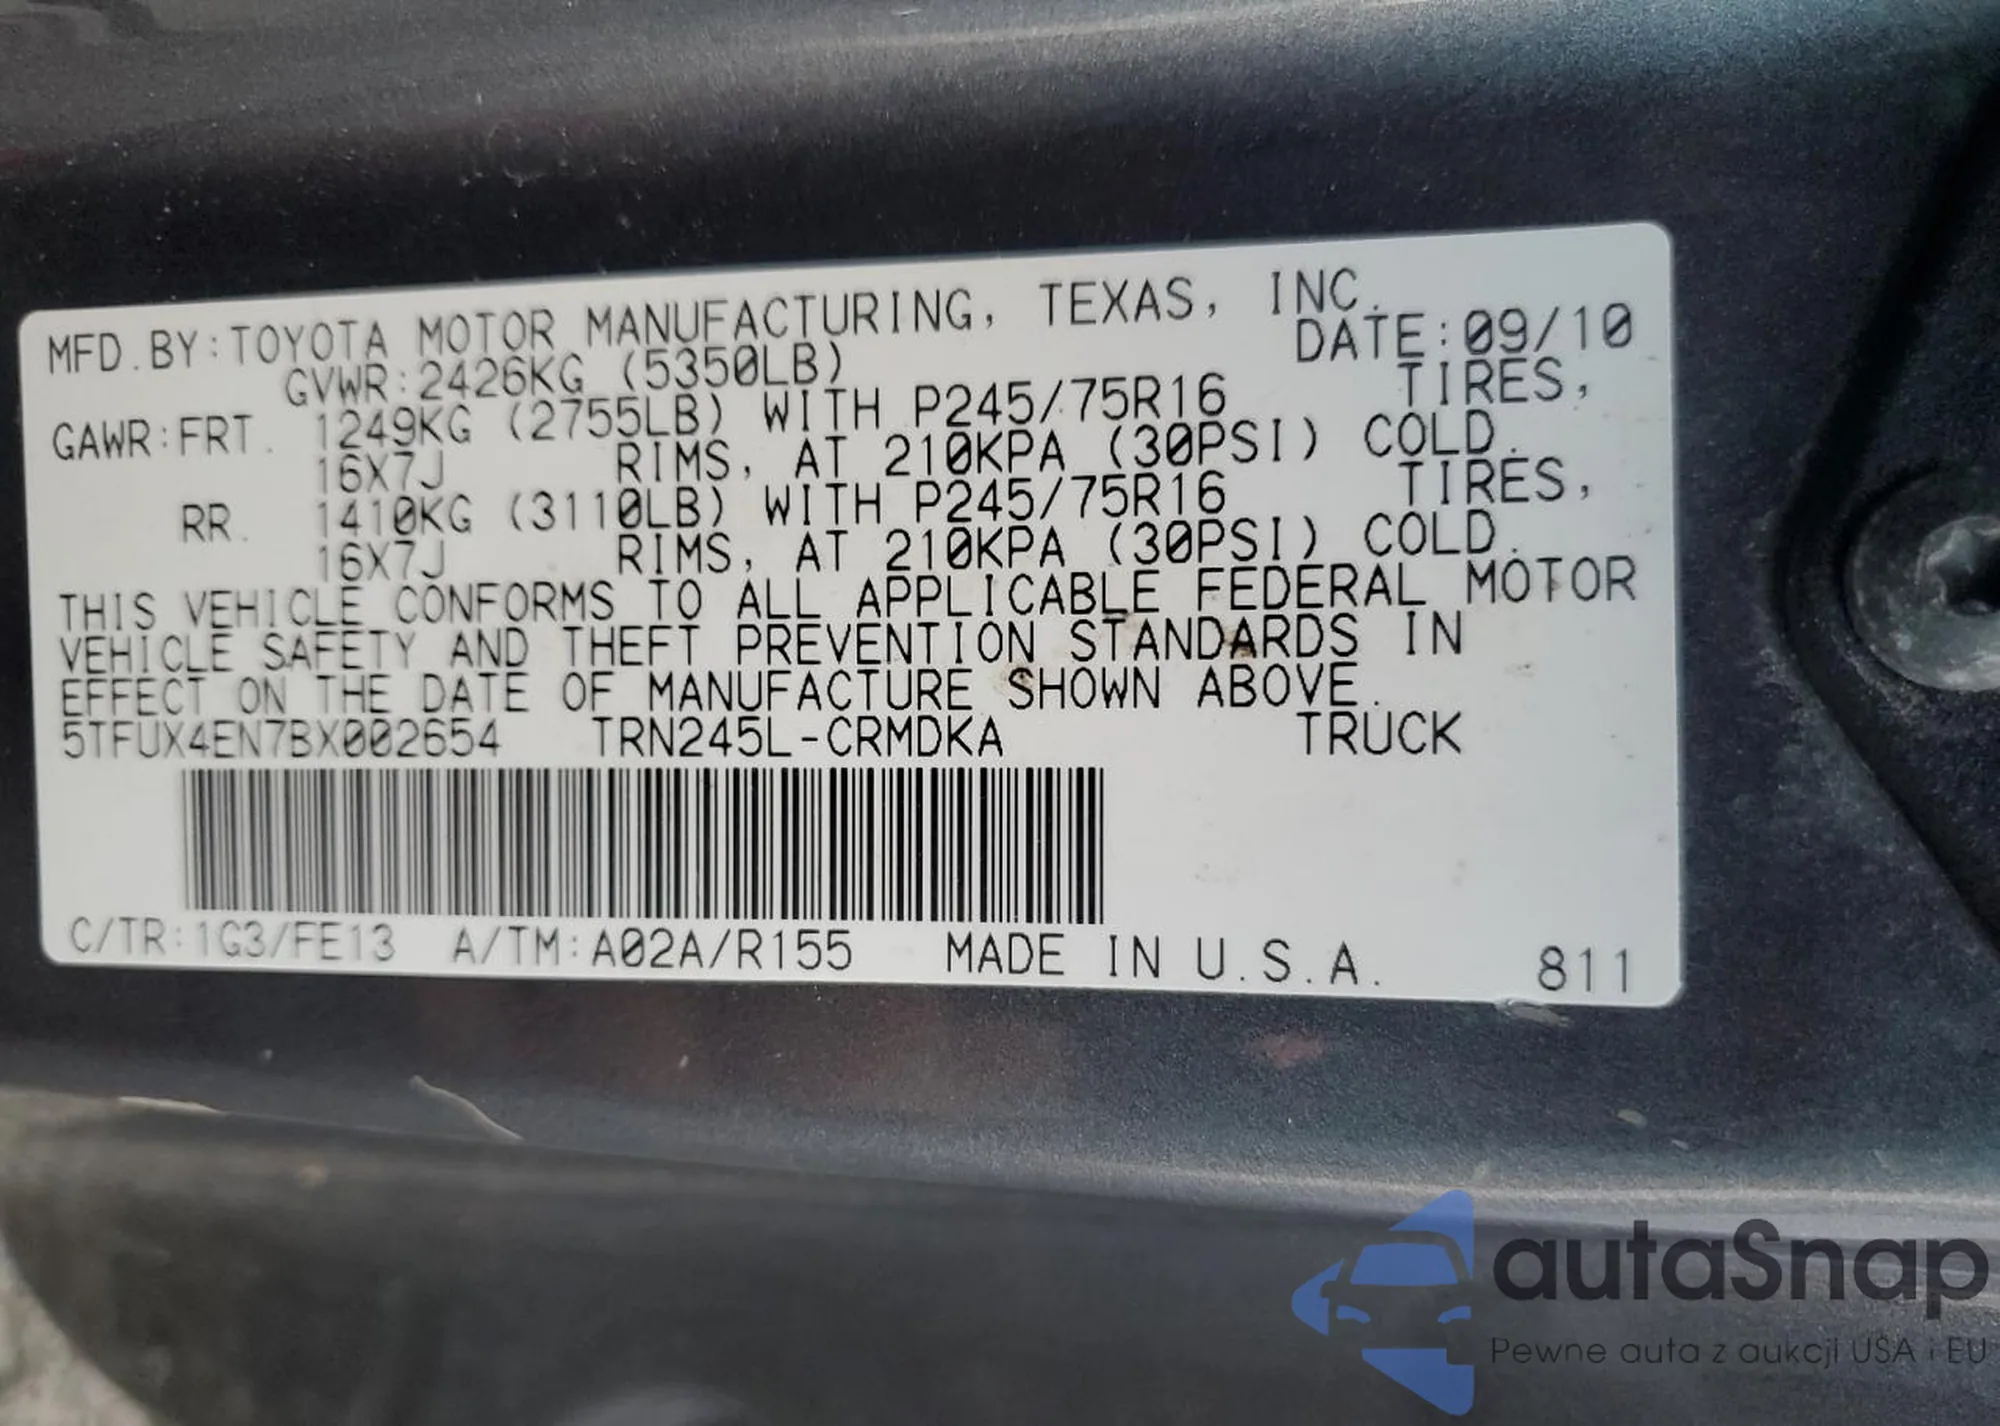 MFD.BY:TOYOTA MOTOR MANUFACTURING, TEXAS, INC.
DATE:09/10
GVWR:2426KG (5350LB)
GAWR:FRT. 1249KG (2755LB) WITH P245/75R16 TIRES,
16X7J RIMS, AT 210KPA (30PSI) COLD.
RR. 1410KG (3110LB) WITH P245/75R16 TIRES,
16X7J RIMS, AT 210KPA (30PSI) COLD.
THIS VEHICLE CONFORMS TO ALL APPLICABLE FEDERAL MOTOR
VEHICLE SAFETY AND THEFT PREVENTION STANDARDS IN
EFFECT ON THE DATE OF MANUFACTURE SHOWN ABOVE.
5TFUX4EN7BX002654 TRN245L-CRMDKA TRUCK
C/TR:1G3/FE13 A/TM:A02A/R155 MADE IN U.S.A. 811
autaSnap
Pewne auta z aukcji USA i EU